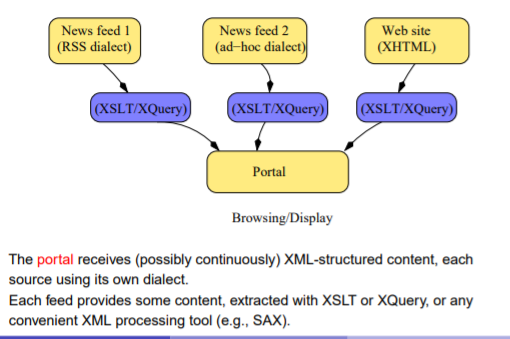 News feed 1
(RSS dialect)
News feed 2
(ad−hoc dialect)
Web site
(XHTML)
(XSLT/XQuery)
(XSLT/XQuery)
(XSLT/XQuery)
Portal
Browsing/Display
The portal receives (possibly continuously) XML-structured content, each
source using its own dialect.
Each feed provides some content, extracted with XSLT or XQuery, or any
convenient XML processing tool (e.g., SAX).